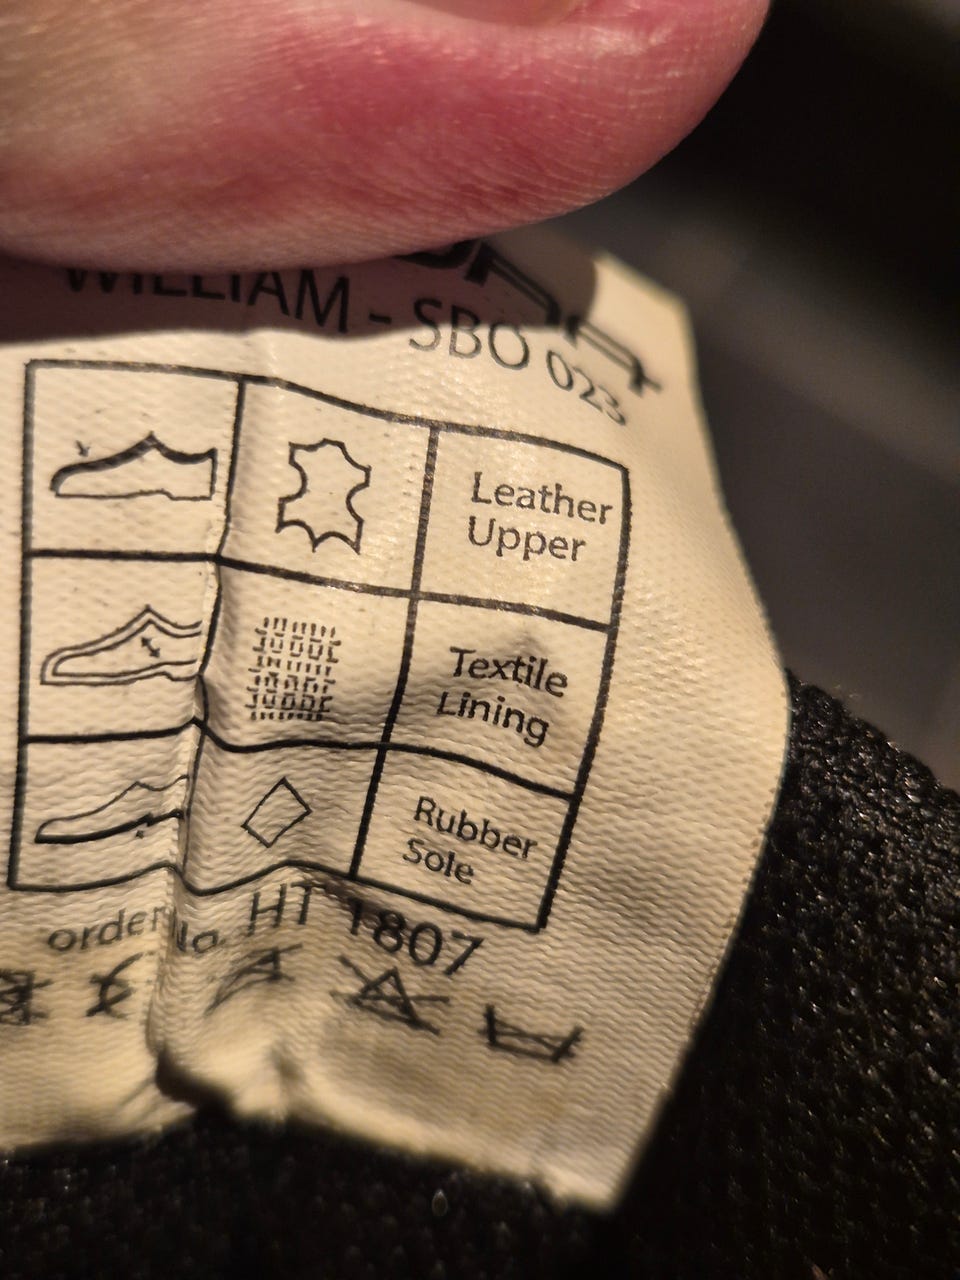 WILLIAM - SBO 023
Leather
Upper
Textile
Lining
Rubber
Sole
order No. HT 1807